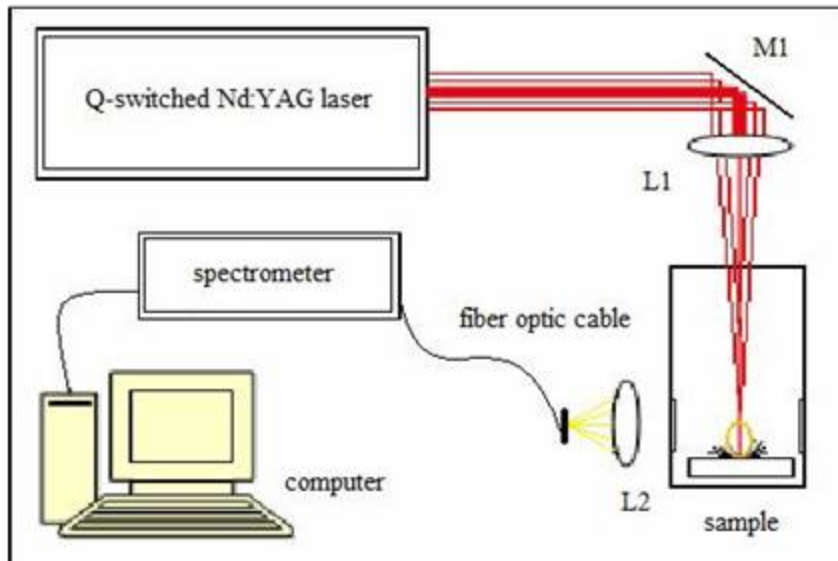 Q-switched Nd:YAG laser
M1
L1
spectrometer
fiber optic cable
computer
L2
sample